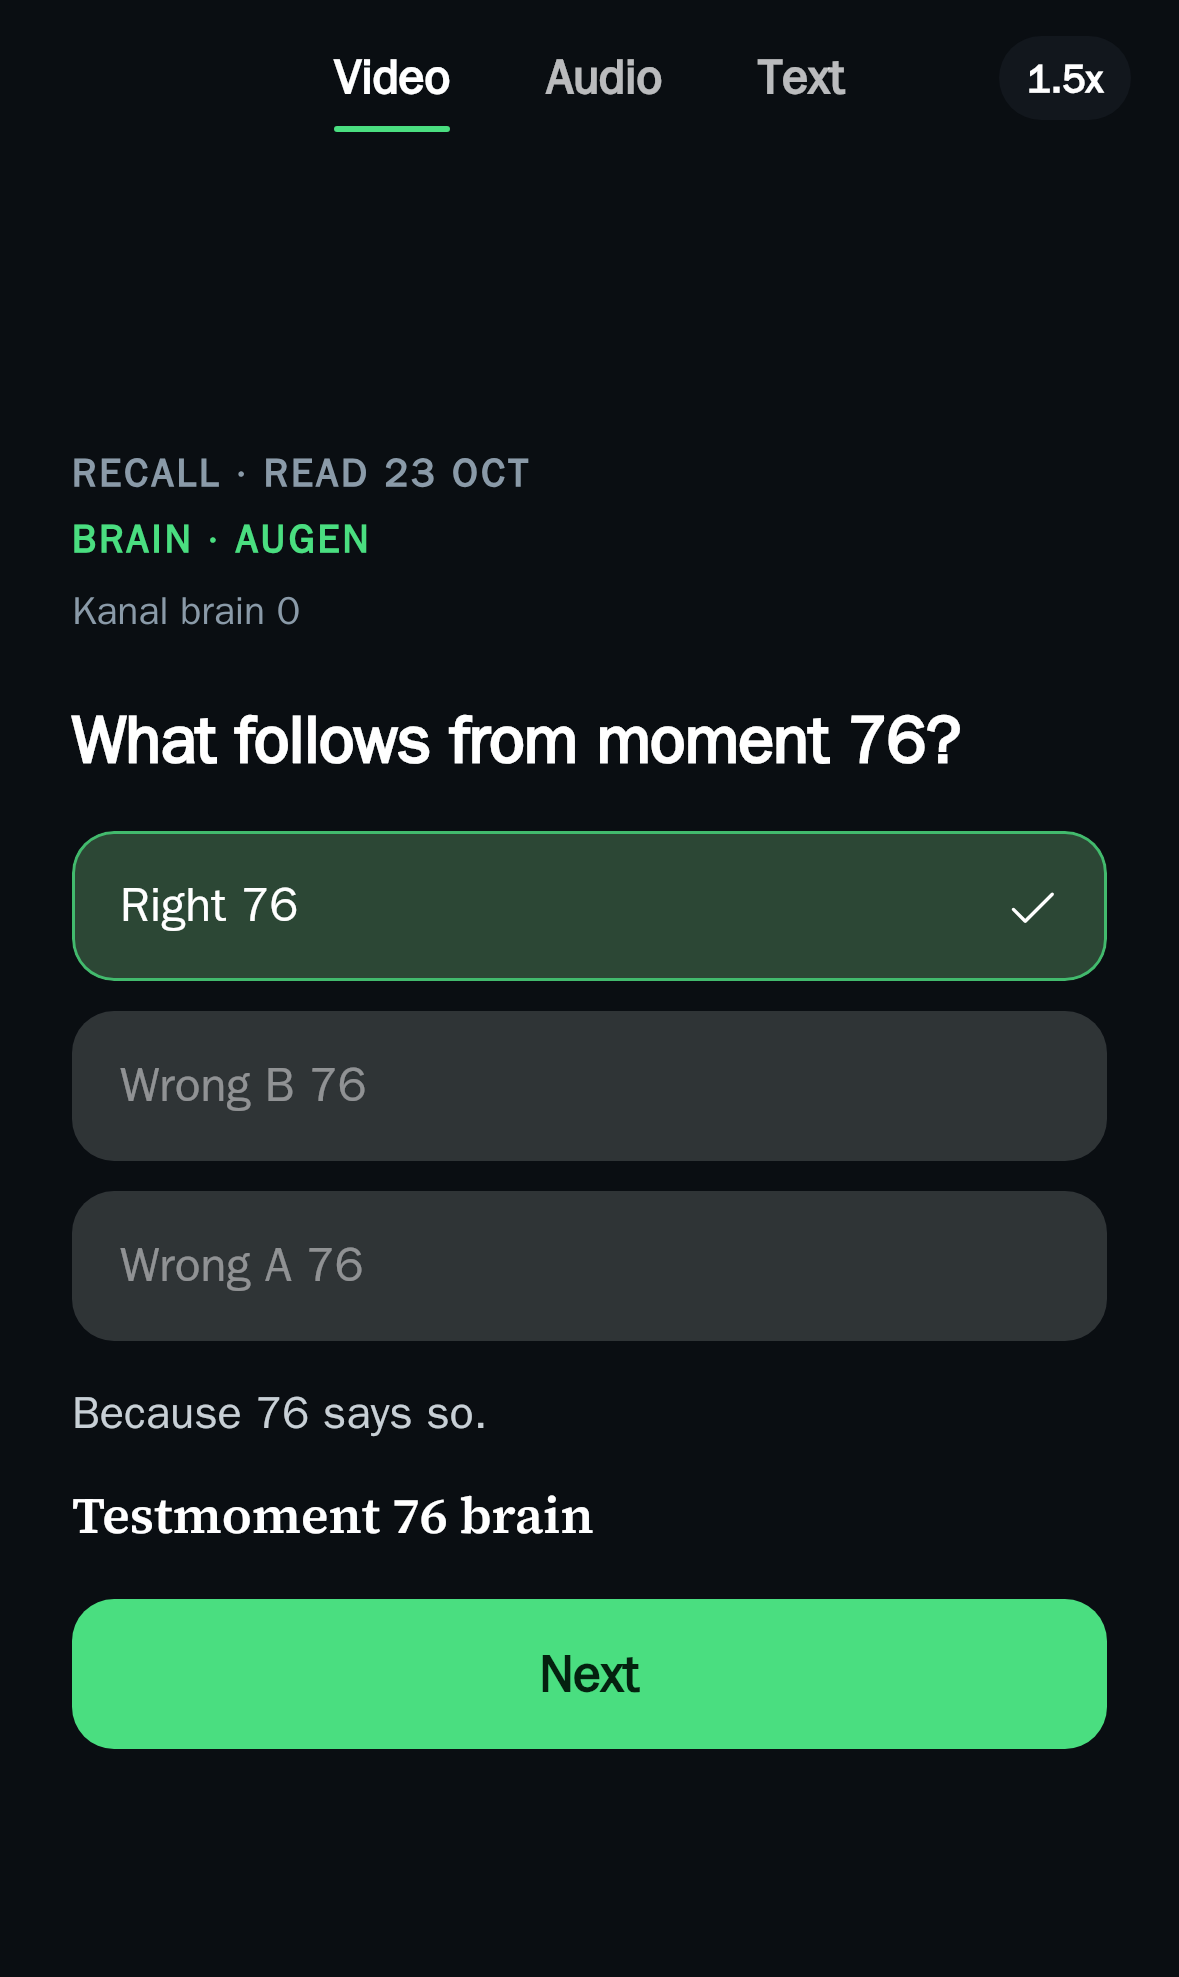 Video Audio Text 1.5x
RECALL · READ 23 OCT
BRAIN · AUGEN
Kanal brain 0
What follows from moment 76?
Right 76
Wrong B 76
Wrong A 76
Because 76 says so.
Testmoment 76 brain
Next